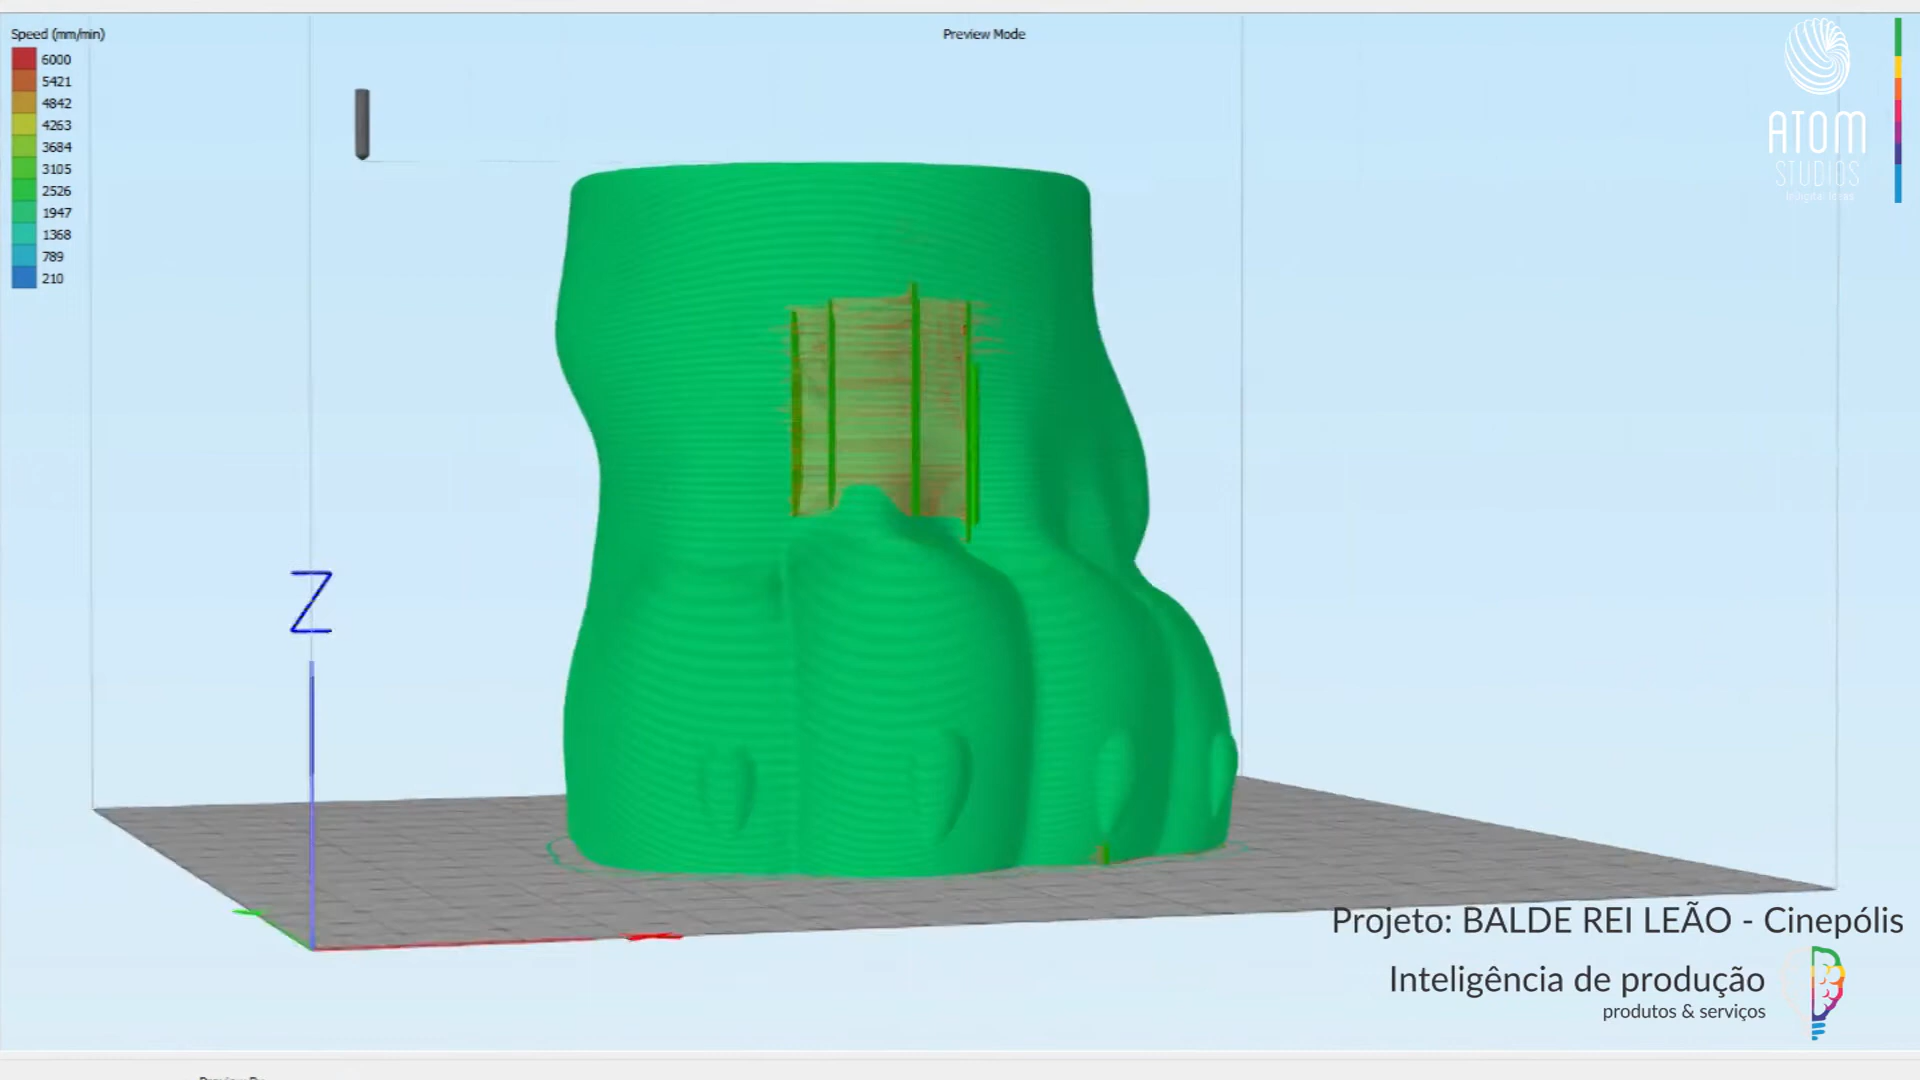 Speed (mm/min)
6000
5421
4842
4263
3684
3105
2526
1947
1368
789
210
Preview Mode
ATOM
STUDIOS
Z
Projeto: BALDE REI LEÃO - Cinepólis
Inteligência de produção
produtos & serviços